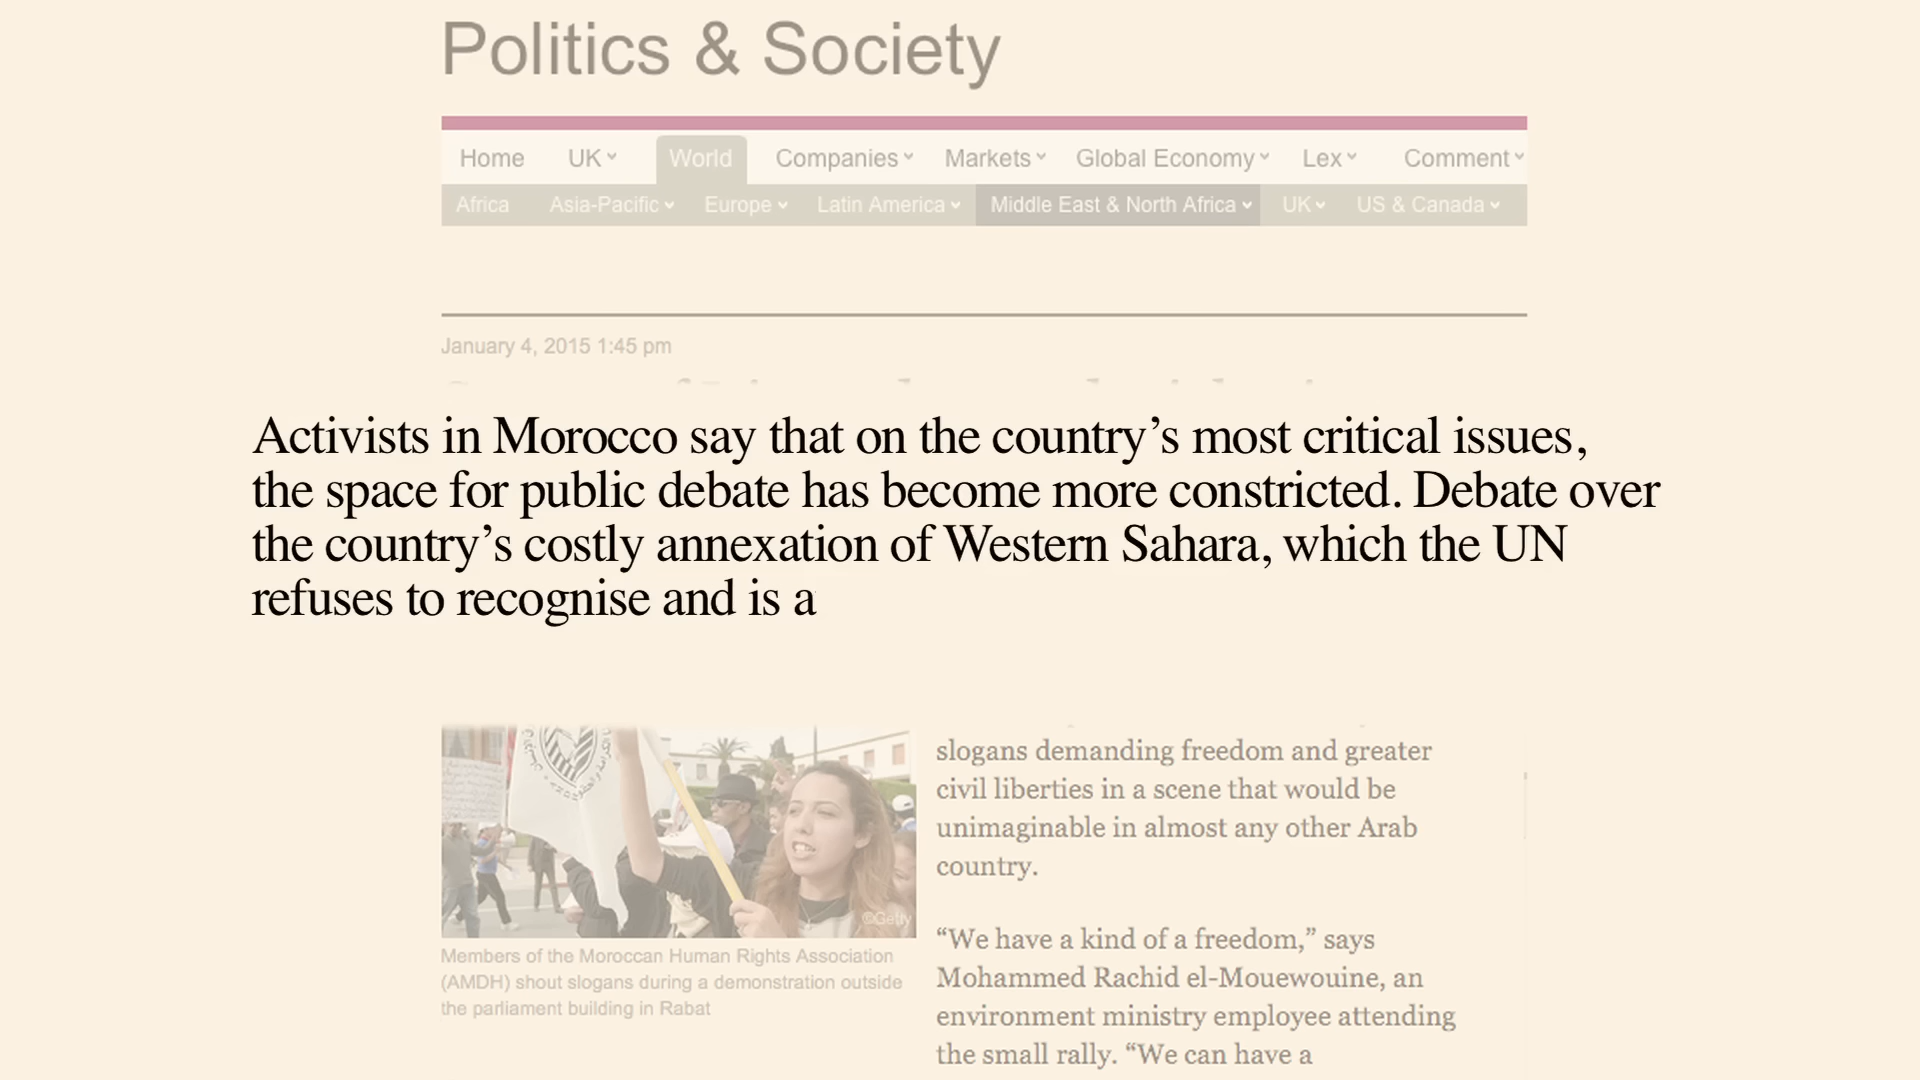 Politics & Society
Home UK World Companies Markets Global Economy Lex Comment
Africa Asia-Pacific Europe Latin America Middle East & North Africa UK US & Canada
January 4, 2015 1:45 pm
Activists in Morocco say that on the country’s most critical issues,
the space for public debate has become more constricted. Debate over
the country’s costly annexation of Western Sahara, which the UN
refuses to recognise and is a
©Getty
Members of the Moroccan Human Rights Association
(AMDH) shout slogans during a demonstration outside
the parliament building in Rabat
slogans demanding freedom and greater
civil liberties in a scene that would be
unimaginable in almost any other Arab
country.
“We have a kind of a freedom,” says
Mohammed Rachid el-Mouewouine, an
environment ministry employee attending
the small rally. “We can have a